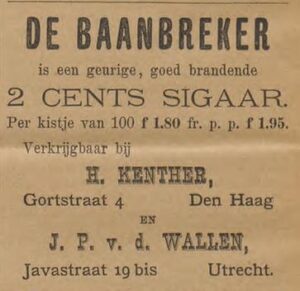 DE BAANBREKER
is een geurige, goed brandende
2 CENTS SIGAAR.
Per kistje van 100 f 1.80 fr. p. p. f 1.95.
Verkrijgbaar bij
H. KENTHER,
Gortstraat 4 Den Haag
EN
J. P. v. d. WALLEN,
Javastraat 19 bis Utrecht.